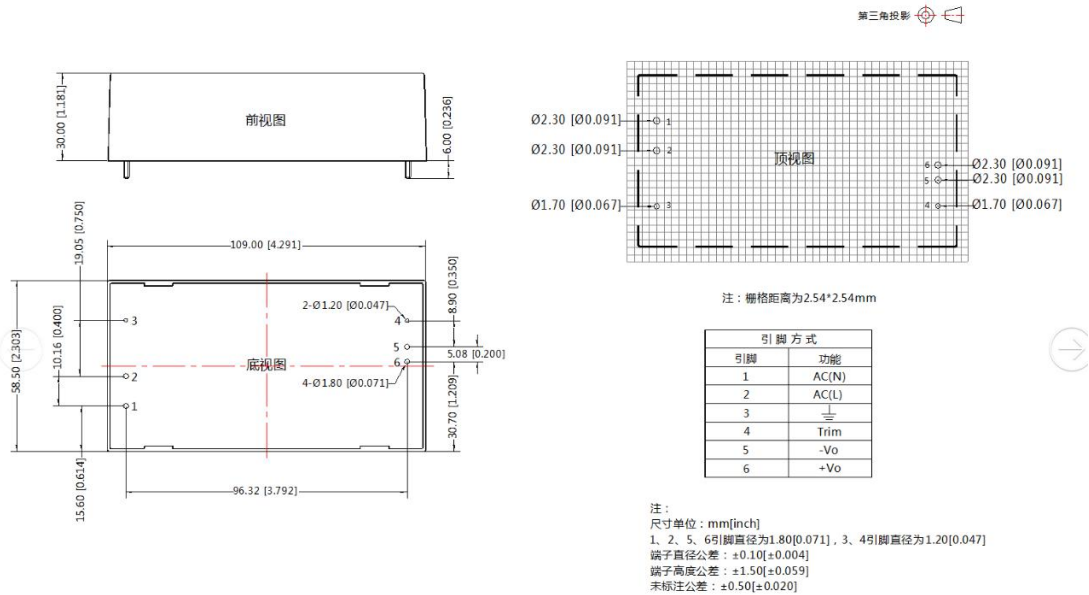 第三角投影
前视图
30.00 [1.181]
6.00 [0.236]
Ø2.30 [Ø0.091]
1
Ø2.30 [Ø0.091]
2
Ø1.70 [Ø0.067]
3
顶视图
6
Ø2.30 [Ø0.091]
5
Ø2.30 [Ø0.091]
4
Ø1.70 [Ø0.067]
注：栅格距离为2.54*2.54mm
109.00 [4.291]
19.05 [0.750]
10.16 [0.400]
58.50 [2.303]
15.60 [0.614]
3
2
1
底视图
2-Ø1.20 [Ø0.047]
4
5
6
4-Ø1.80 [Ø0.071]
8.90 [0.350]
5.08 [0.200]
30.70 [1.209]
96.32 [3.792]
引脚方式
引脚 功能
1 AC(N)
2 AC(L)
3
4 Trim
5 -Vo
6 +Vo
注：
尺寸单位：mm[inch]
1、2、5、6引脚直径为1.80[0.071]，3、4引脚直径为1.20[0.047]
端子直径公差：±0.10[±0.004]
端子高度公差：±1.50[±0.059]
未标注公差：±0.50[±0.020]